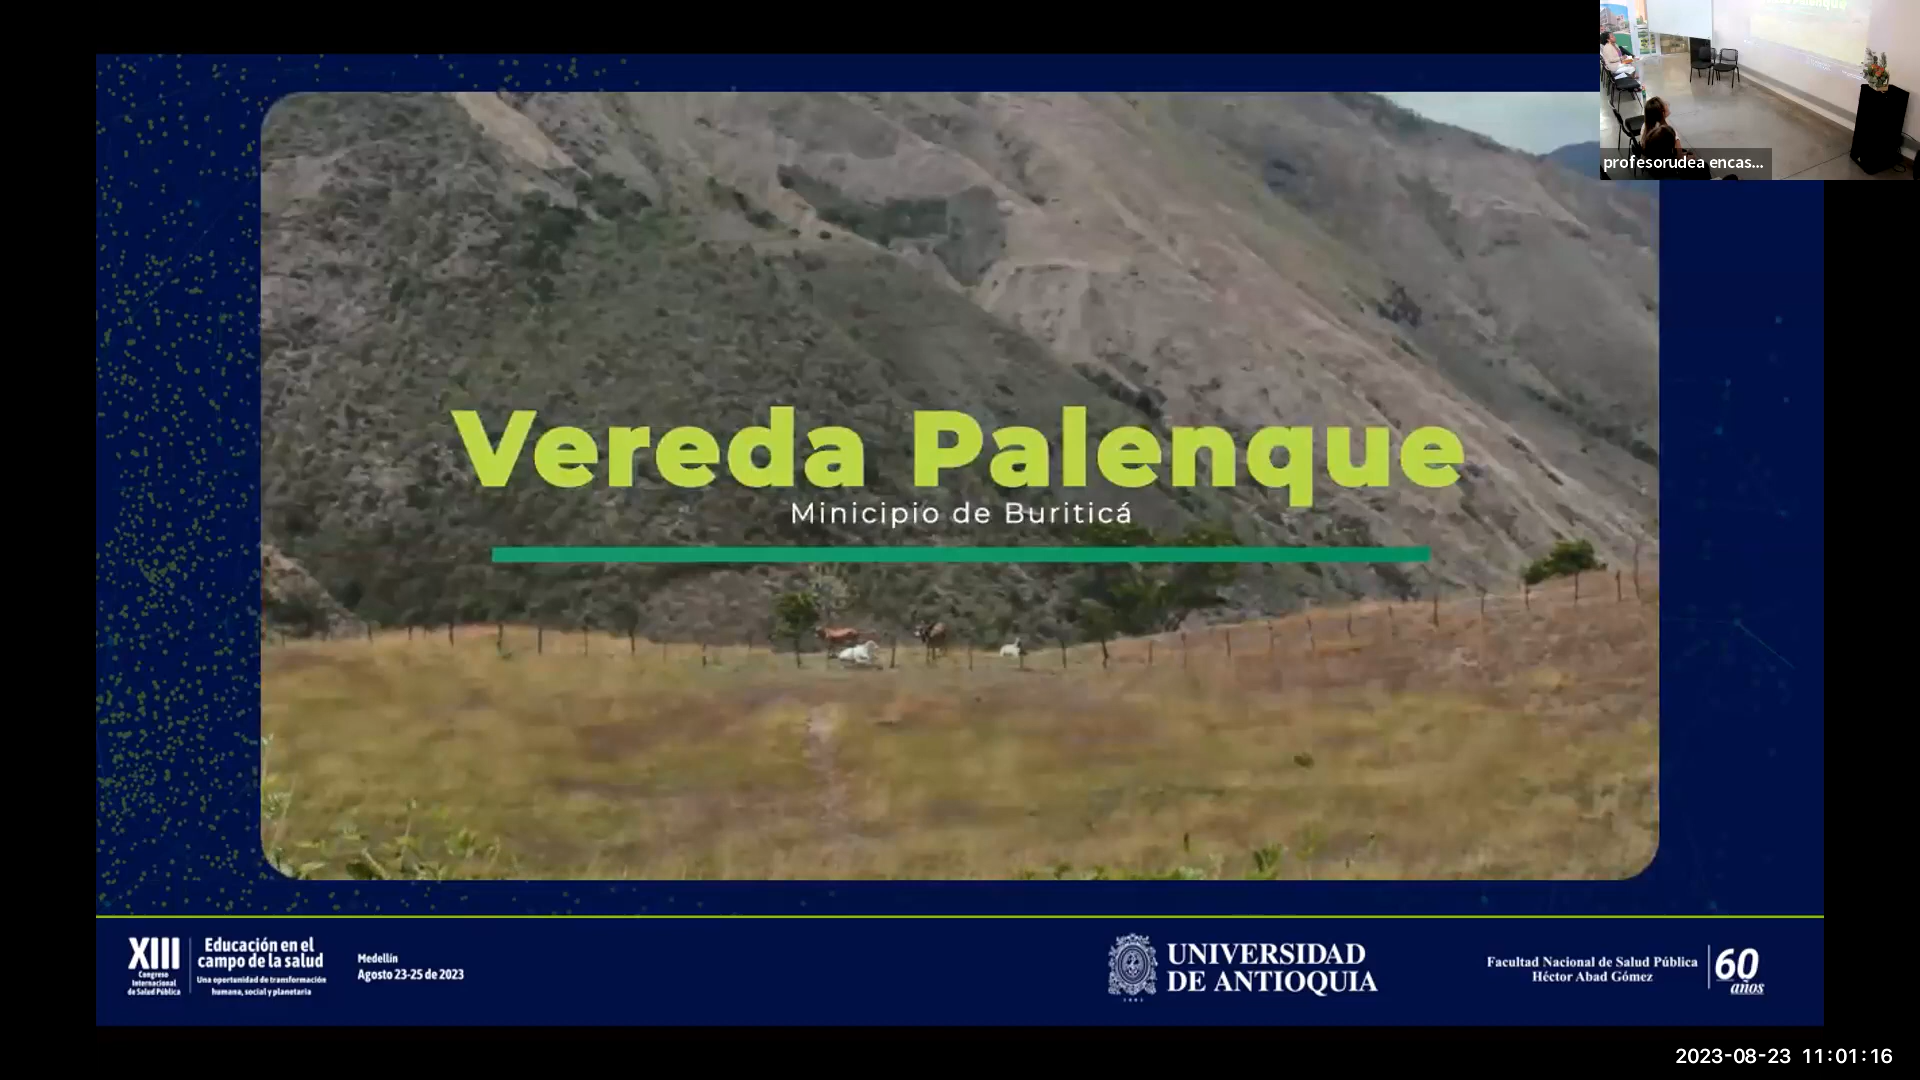 profesorudea encas...
Vereda Palenque
Minicipio de Buriticá
XIII
Congreso
Internacional
de Salud Pública
Educación en el
campo de la salud
Una oportunidad de transformación
humana, social y planetaria
Medellín
Agosto 23-25 de 2023
UNIVERSIDAD
DE ANTIOQUIA
Facultad Nacional de Salud Pública
Héctor Abad Gómez
60
años
2023-08-23 11:01:16